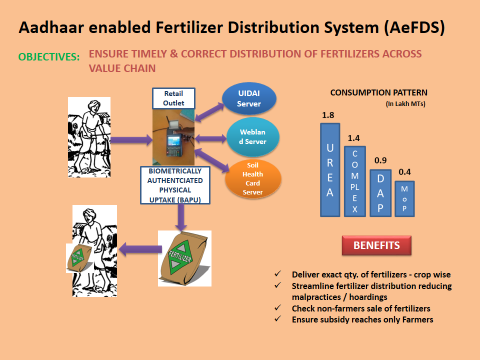 Aadhaar enabled Fertilizer Distribution System (AeFDS)
OBJECTIVES: ENSURE TIMELY & CORRECT DISTRIBUTION OF FERTILIZERS ACROSS
VALUE CHAIN
Retail
Outlet
UIDAI
Server
Weblan
d Server
Soil
Health
Card
Server
BIOMETRICALLY
AUTHENTCIATED
PHYSICAL
UPTAKE (BAPU)
FERTILIZER
CONSUMPTION PATTERN
(In Lakh MTs)
1.8
1.4
0.9
0.4
UREA
COMPLEX
DAP
MoP
BENEFITS
✓ Deliver exact qty. of fertilizers - crop wise
✓ Streamline fertilizer distribution reducing
malpractices / hoardings
✓ Check non-farmers sale of fertilizers
✓ Ensure subsidy reaches only Farmers